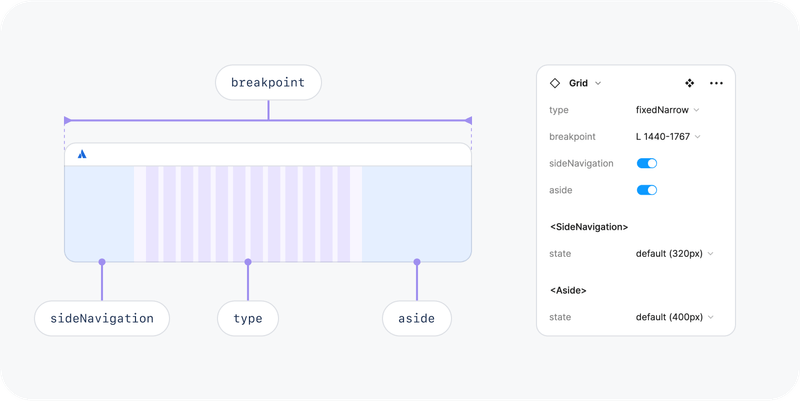 breakpoint
sideNavigation
type
aside
Grid
type fixedNarrow
breakpoint L 1440-1767
sideNavigation
aside
<SideNavigation>
state default (320px)
<Aside>
state default (400px)